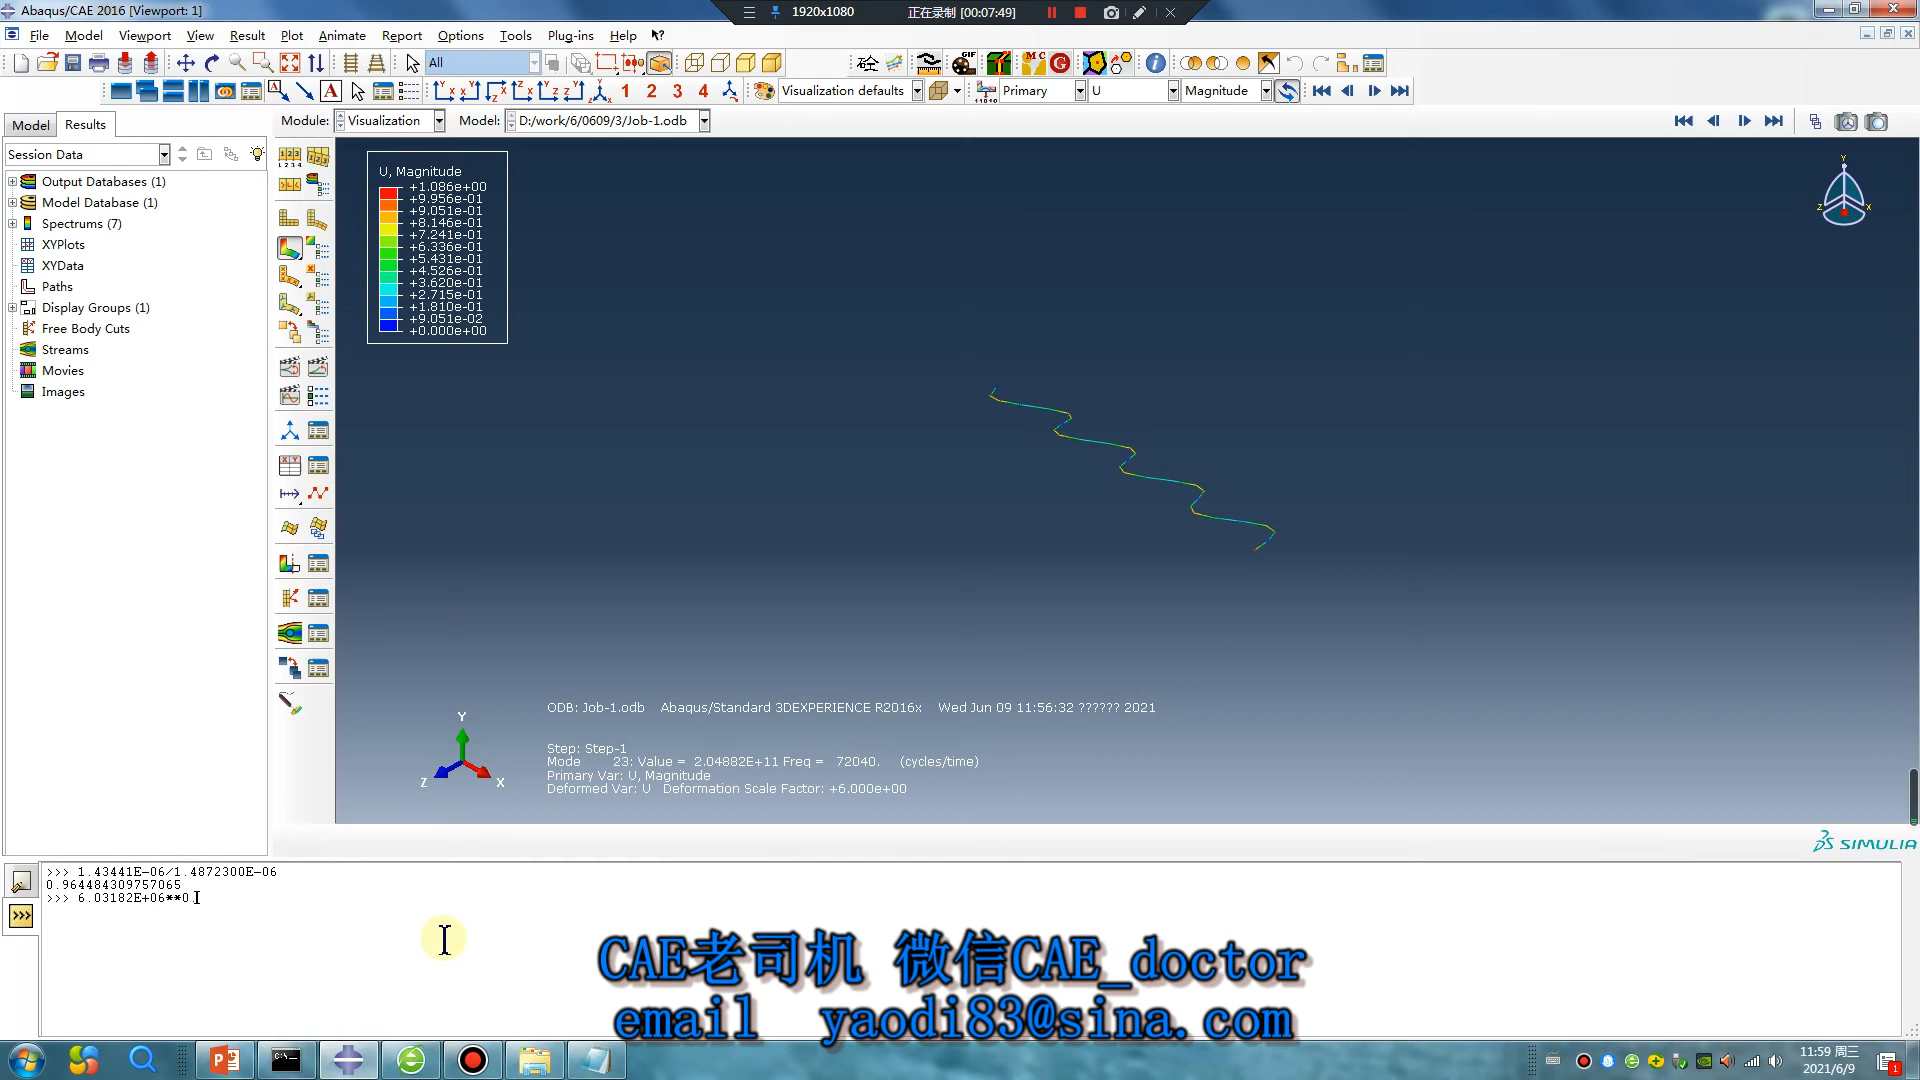 Abaqus/CAE 2016 [Viewport: 1]
1920x1080
正在录制 [00:07:49]
File Model Viewport View Result Plot Animate Report Options Tools Plug-ins Help
All
砼
GIF
MC
G
A
1 2 3 4
Visualization defaults
Primary
U
Magnitude
Model Results
Module: Visualization
Model: D:/work/6/0609/3/Job-1.odb
Session Data
Output Databases (1)
Model Database (1)
Spectrums (7)
XYPlots
XYData
Paths
Display Groups (1)
Free Body Cuts
Streams
Movies
Images
U, Magnitude
+1.086e+00
+9.956e-01
+9.051e-01
+8.146e-01
+7.241e-01
+6.336e-01
+5.431e-01
+4.526e-01
+3.620e-01
+2.715e-01
+1.810e-01
+9.051e-02
+0.000e+00
Y
Z
X
ODB: Job-1.odb Abaqus/Standard 3DEXPERIENCE R2016x Wed Jun 09 11:56:32 ?????? 2021
Step: Step-1
Mode 23: Value = 2.04882E+11 Freq = 72040. (cycles/time)
Primary Var: U, Magnitude
Deformed Var: U Deformation Scale Factor: +6.000e+00
Y
Z
X
SIMULIA
>>> 1.43441E-06/1.4872300E-06
0.964484309757065
>>> 6.03182E+06**0.
CAE老司机 微信CAE_doctor
email yaodi83@sina.com
11:59 周三
2021/6/9